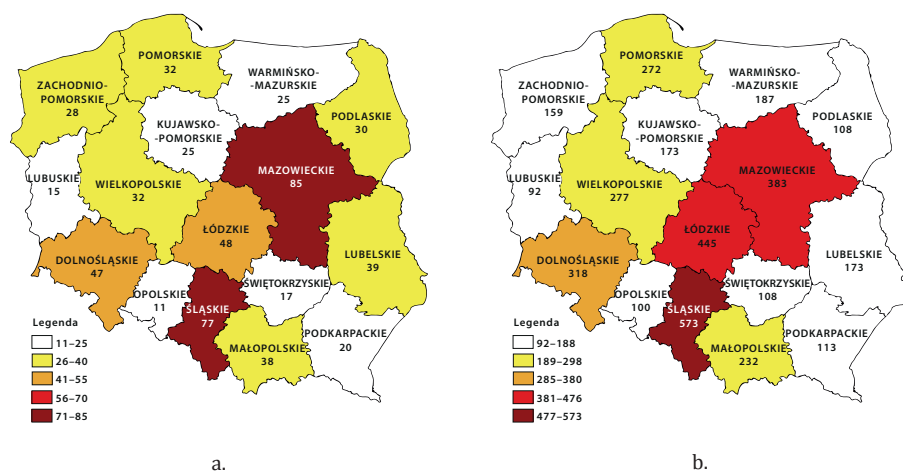 POMORSKIE
32
ZACHODNIO-
POMORSKIE
28
WARMIŃSKO-
-MAZURSKIE
25
PODLASKIE
30
KUJAWSKO-
-POMORSKIE
25
MAZOWIECKIE
85
LUBUSKIE
15
WIELKOPOLSKIE
32
ŁÓDZKIE
48
LUBELSKIE
39
DOLNOŚLĄSKIE
47
OPOLSKIE
11
ŚLĄSKIE
77
ŚWIĘTOKRZYSKIE
17
MAŁOPOLSKIE
38
PODKARPACKIE
20
Legenda
11–25
26–40
41–55
56–70
71–85
a.
POMORSKIE
272
ZACHODNIO-
POMORSKIE
159
WARMIŃSKO-
-MAZURSKIE
187
PODLASKIE
108
KUJAWSKO-
-POMORSKIE
173
MAZOWIECKIE
383
LUBUSKIE
92
WIELKOPOLSKIE
277
ŁÓDZKIE
445
LUBELSKIE
173
DOLNOŚLĄSKIE
318
OPOLSKIE
100
ŚLĄSKIE
573
ŚWIĘTOKRZYSKIE
108
MAŁOPOLSKIE
232
PODKARPACKIE
113
Legenda
92–188
189–298
285–380
381–476
477–573
b.